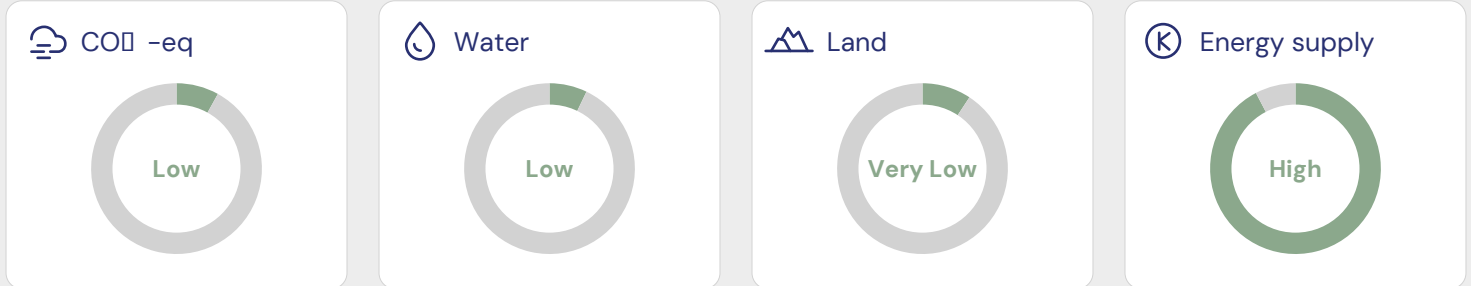 CO▯ -eq
Water
Land
Energy supply
Low
Low
Very Low
High